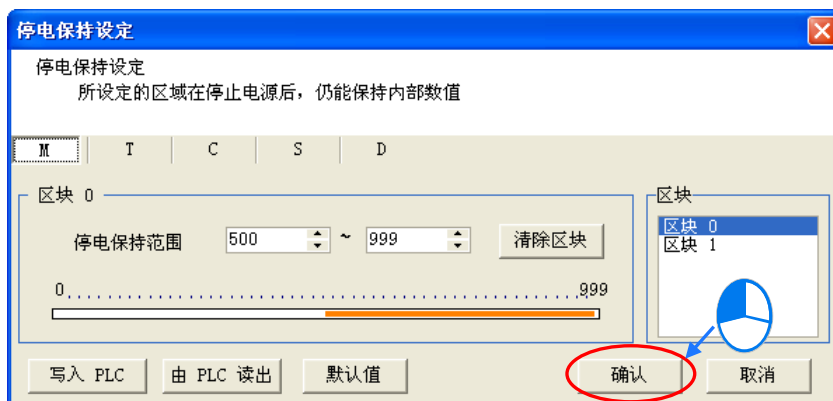 停电保持设定
停电保持设定
所设定的区域在停止电源后，仍能保持内部数值
M T C S D
区块 0
停电保持范围 500 ~ 999 清除区块
0 999
区块
区块 0
区块 1
写入 PLC 由 PLC 读出 默认值 确认 取消